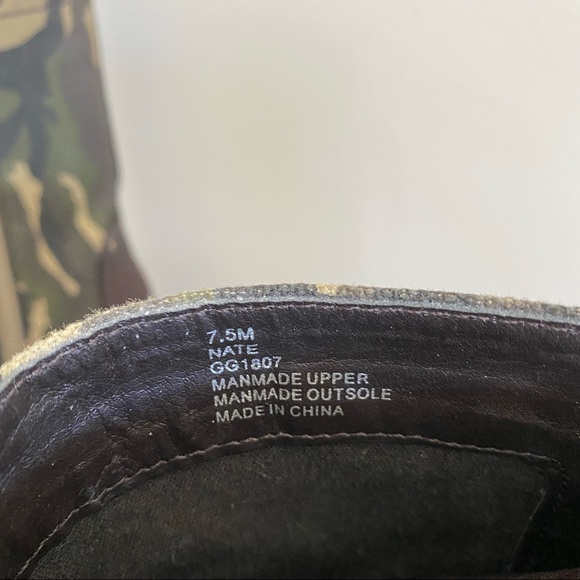 7.5M
NATE
GG1807
MANMADE UPPER
MANMADE OUTSOLE
MADE IN CHINA